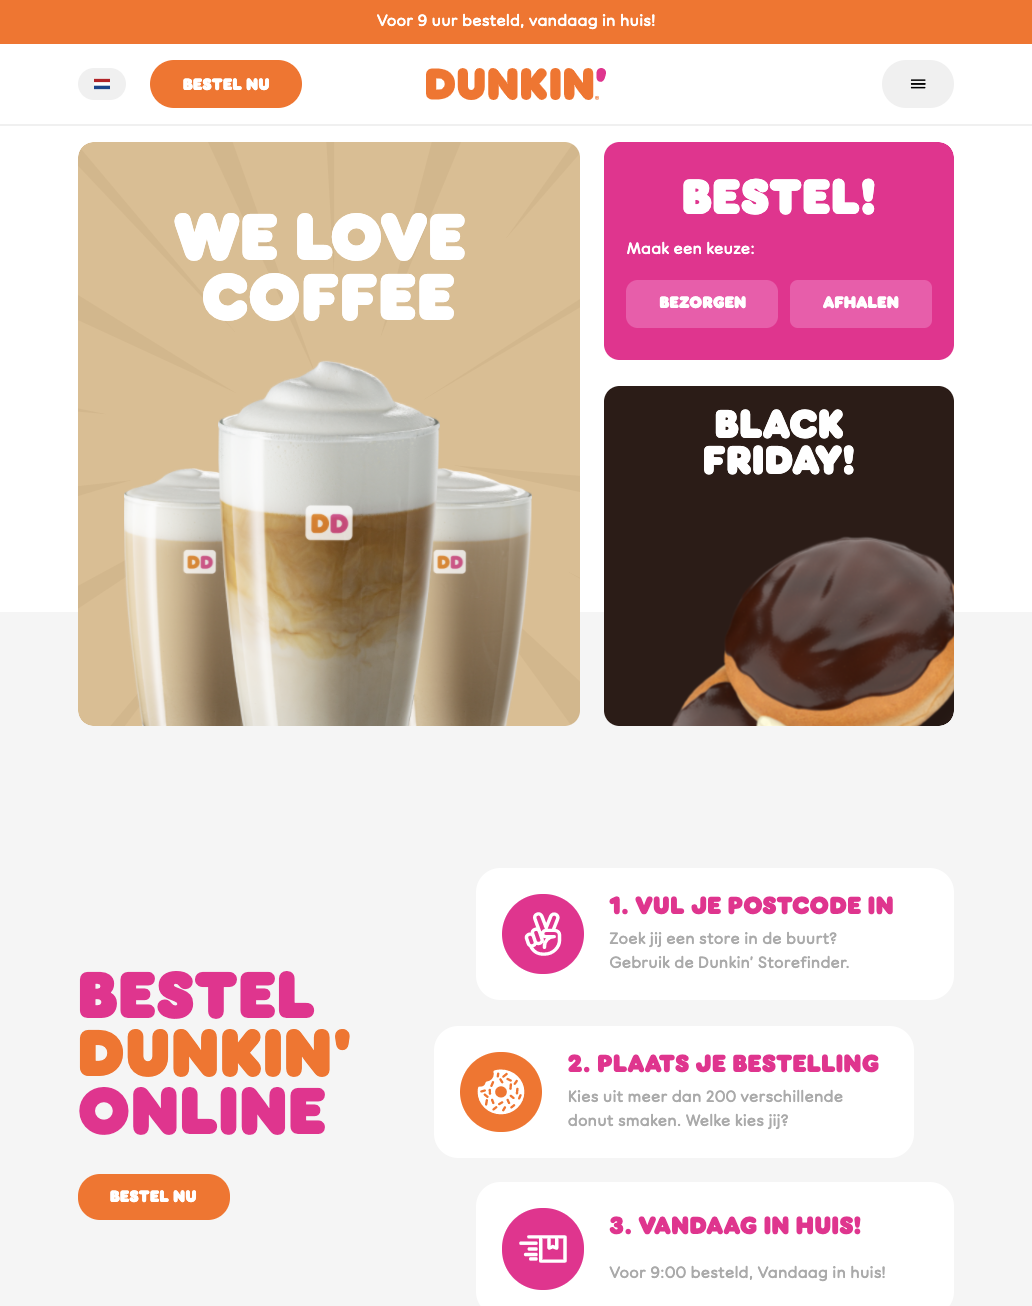 Voor 9 uur besteld, vandaag in huis!
BESTEL NU
DUNKIN'
WE LOVE
COFFEE
DD
DD
DD
BESTEL!
Maak een keuze:
BEZORGEN
AFHALEN
BLACK
FRIDAY!
BESTEL
DUNKIN'
ONLINE
BESTEL NU
1. VUL JE POSTCODE IN
Zoek jij een store in de buurt?
Gebruik de Dunkin' Storefinder.
2. PLAATS JE BESTELLING
Kies uit meer dan 200 verschillende
donut smaken. Welke kies jij?
3. VANDAAG IN HUIS!
Voor 9:00 besteld, Vandaag in huis!